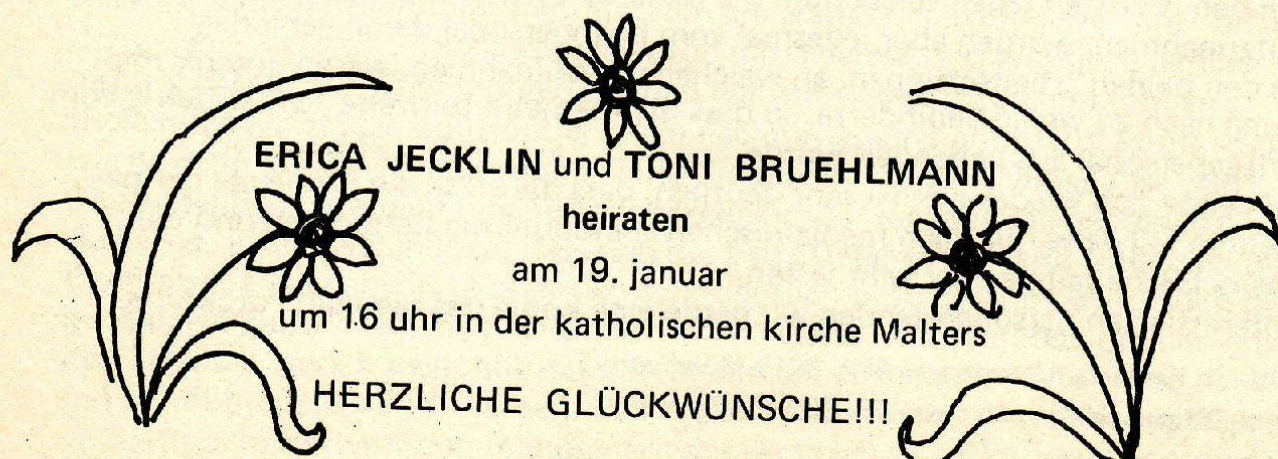 ERICA JECKLIN und TONI BRUEHLMANN
heiraten
am 19. januar
um 16 uhr in der katholischen kirche Malters
HERZLICHE GLÜCKWÜNSCHE!!!